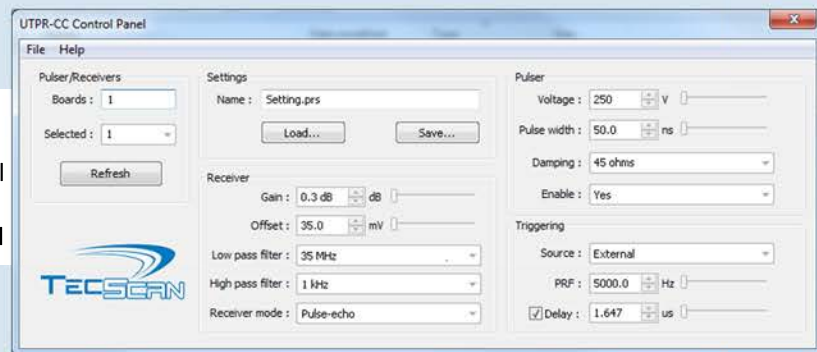 UTPR-CC Control Panel
File Help
Pulser/Receivers
Boards : 1
Selected : 1
Refresh
TECSCAN
Settings
Name : Setting.prs
Load... Save...
Receiver
Gain : 0.3 dB dB
Offset : 35.0 mV
Low pass filter : 35 MHz
High pass filter : 1 kHz
Receiver mode : Pulse-echo
Pulser
Voltage : 250 V
Pulse width : 50.0 ns
Damping : 45 ohms
Enable : Yes
Triggering
Source : External
PRF : 5000.0 Hz
Delay : 1.647 us